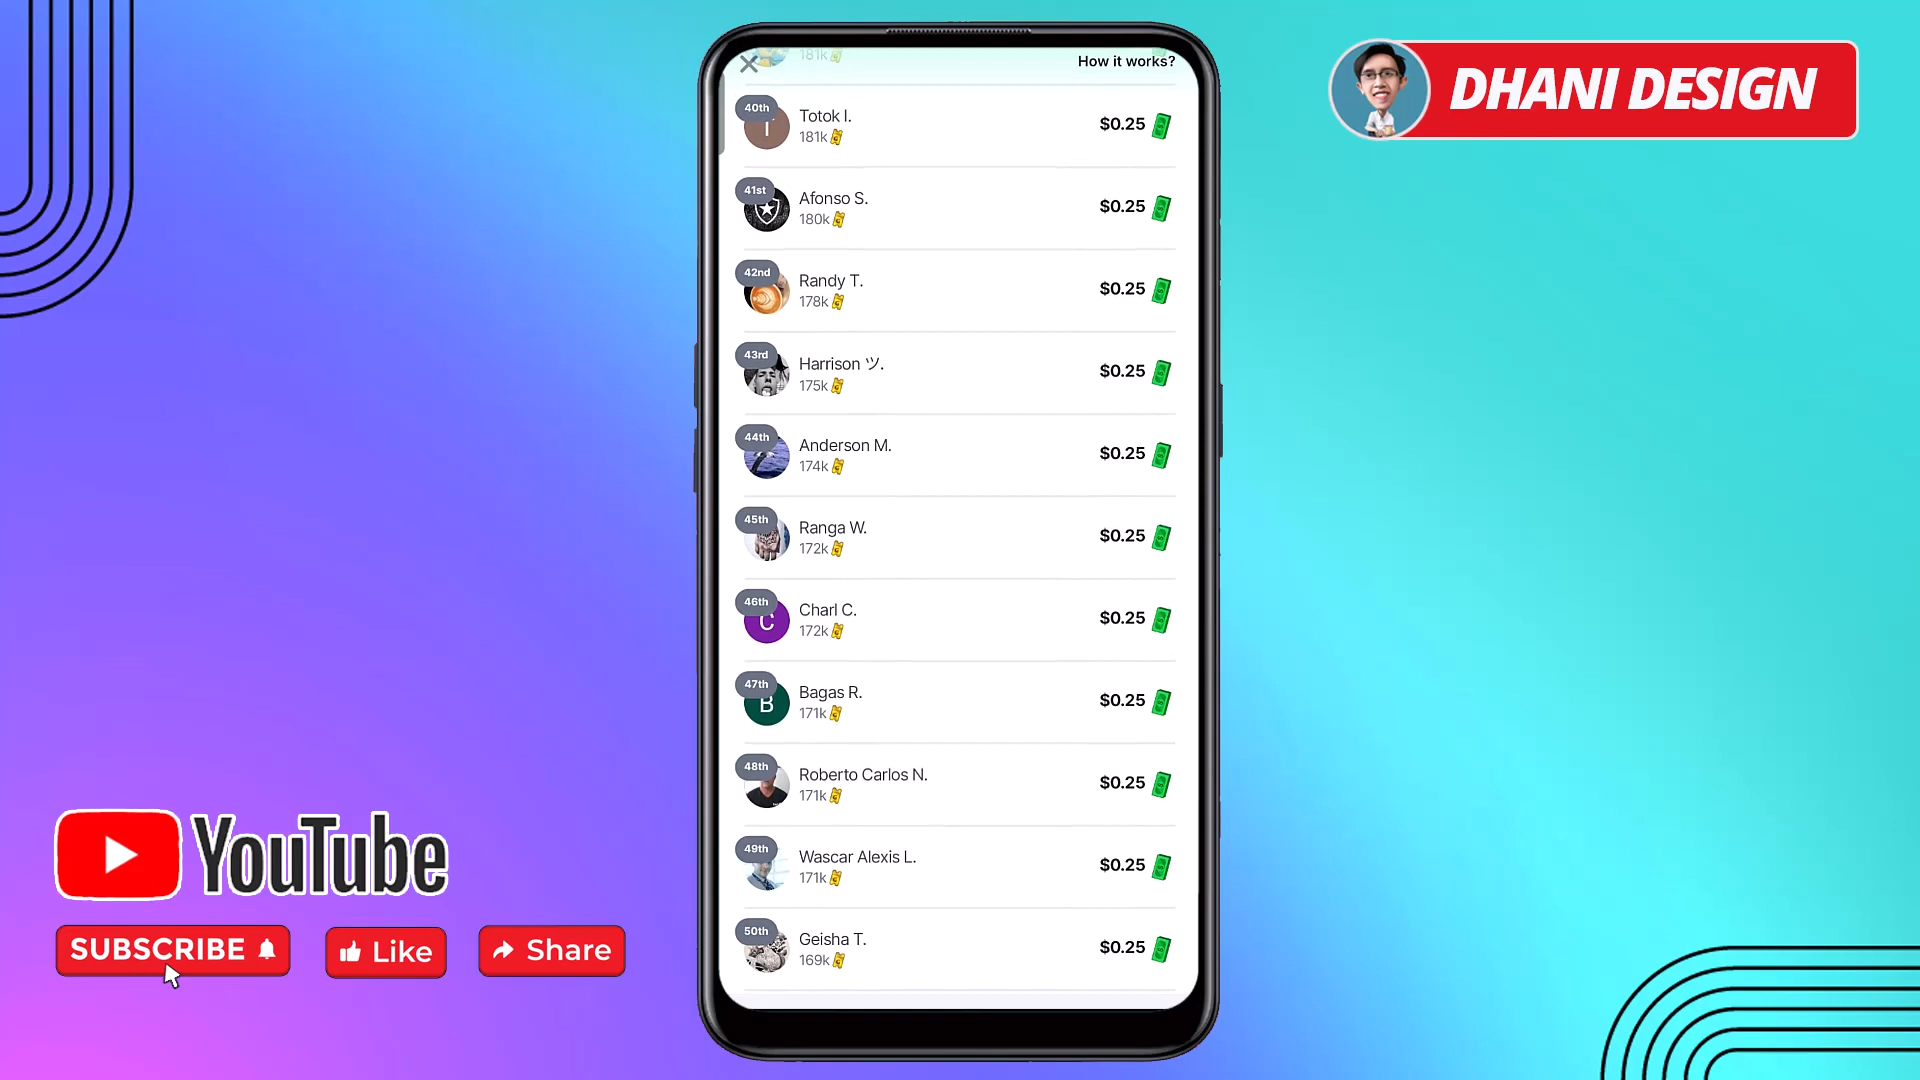 181k
How it works?
DHANI DESIGN
40th
Totok I.
181k
$0.25
41st
Afonso S.
180k
$0.25
42nd
Randy T.
178k
$0.25
43rd
Harrison ツ.
175k
$0.25
44th
Anderson M.
174k
$0.25
45th
Ranga W.
172k
$0.25
46th
C
Charl C.
172k
$0.25
47th
B
Bagas R.
171k
$0.25
48th
Roberto Carlos N.
171k
$0.25
49th
Wascar Alexis L.
171k
$0.25
50th
Geisha T.
169k
$0.25
YouTube
SUBSCRIBE
Like
Share